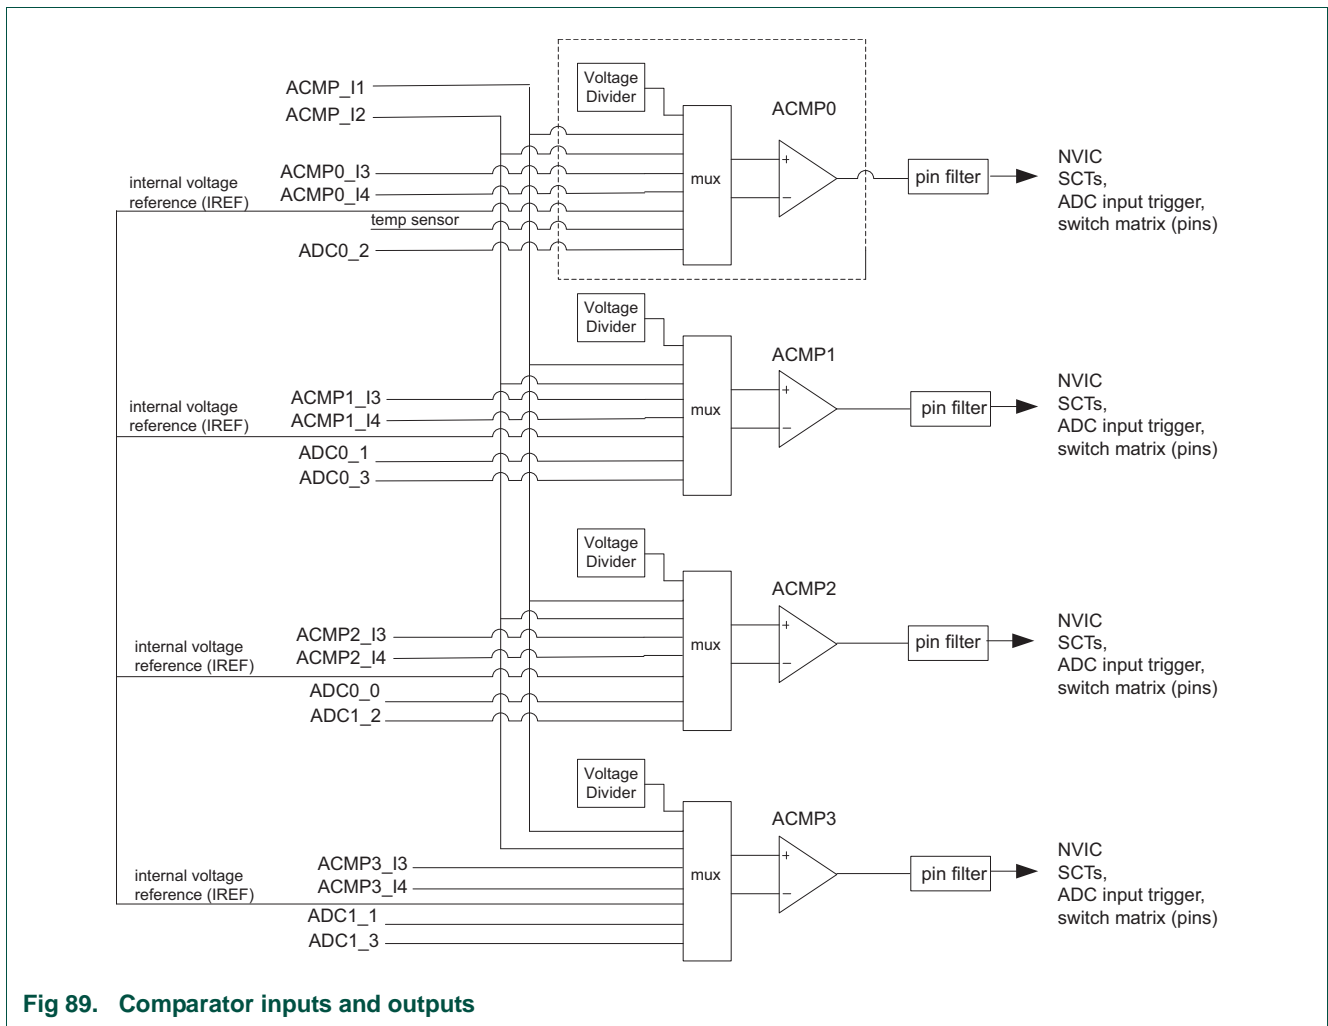 ACMP_I1
ACMP_I2
Voltage
Divider
ACMP0
ACMP0_I3
ACMP0_I4
internal voltage
reference (IREF)
temp sensor
ADC0_2
mux
+
−
pin filter
NVIC
SCTs,
ADC input trigger,
switch matrix (pins)
Voltage
Divider
ACMP1
ACMP1_I3
ACMP1_I4
internal voltage
reference (IREF)
ADC0_1
ADC0_3
mux
+
−
pin filter
NVIC
SCTs,
ADC input trigger,
switch matrix (pins)
Voltage
Divider
ACMP2
ACMP2_I3
ACMP2_I4
internal voltage
reference (IREF)
ADC0_0
ADC1_2
mux
+
−
pin filter
NVIC
SCTs,
ADC input trigger,
switch matrix (pins)
Voltage
Divider
ACMP3
ACMP3_I3
ACMP3_I4
internal voltage
reference (IREF)
ADC1_1
ADC1_3
mux
+
−
pin filter
NVIC
SCTs,
ADC input trigger,
switch matrix (pins)
Fig 89. Comparator inputs and outputs